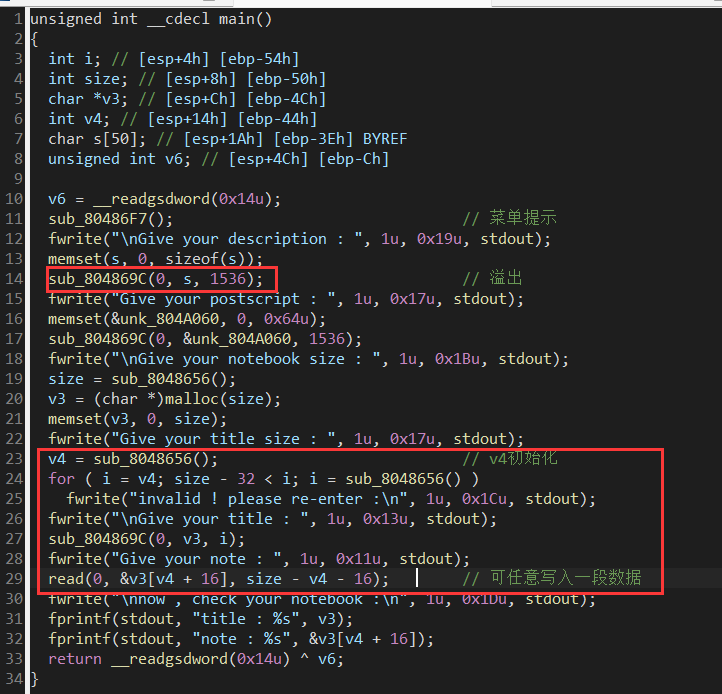 1 unsigned int __cdecl main()
2 {
3 int i; // [esp+4h] [ebp-54h]
4 int size; // [esp+8h] [ebp-50h]
5 char *v3; // [esp+Ch] [ebp-4Ch]
6 int v4; // [esp+14h] [ebp-44h]
7 char s[50]; // [esp+1Ah] [ebp-3Eh] BYREF
8 unsigned int v6; // [esp+4Ch] [ebp-Ch]
9
10 v6 = __readgsdword(0x14u);
11 sub_80486F7(); // 菜单提示
12 fwrite("\nGive your description : ", 1u, 0x19u, stdout);
13 memset(s, 0, sizeof(s));
14 sub_804869C(0, s, 1536); // 溢出
15 fwrite("Give your postscript : ", 1u, 0x17u, stdout);
16 memset(&unk_804A060, 0, 0x64u);
17 sub_804869C(0, &unk_804A060, 1536);
18 fwrite("\nGive your notebook size : ", 1u, 0x1Bu, stdout);
19 size = sub_8048656();
20 v3 = (char *)malloc(size);
21 memset(v3, 0, size);
22 fwrite("Give your title size : ", 1u, 0x17u, stdout);
23 v4 = sub_8048656(); // v4初始化
24 for ( i = v4; size - 32 < i; i = sub_8048656() )
25 fwrite("invalid ! please re-enter :\n", 1u, 0x1Cu, stdout);
26 fwrite("\nGive your title : ", 1u, 0x13u, stdout);
27 sub_804869C(0, v3, i);
28 fwrite("Give your note : ", 1u, 0x11u, stdout);
29 read(0, &v3[v4 + 16], size - v4 - 16); // 可任意写入一段数据
30 fwrite("\nnow , check your notebook :\n", 1u, 0x1Du, stdout);
31 fprintf(stdout, "title : %s", v3);
32 fprintf(stdout, "note : %s", &v3[v4 + 16]);
33 return __readgsdword(0x14u) ^ v6;
34 }